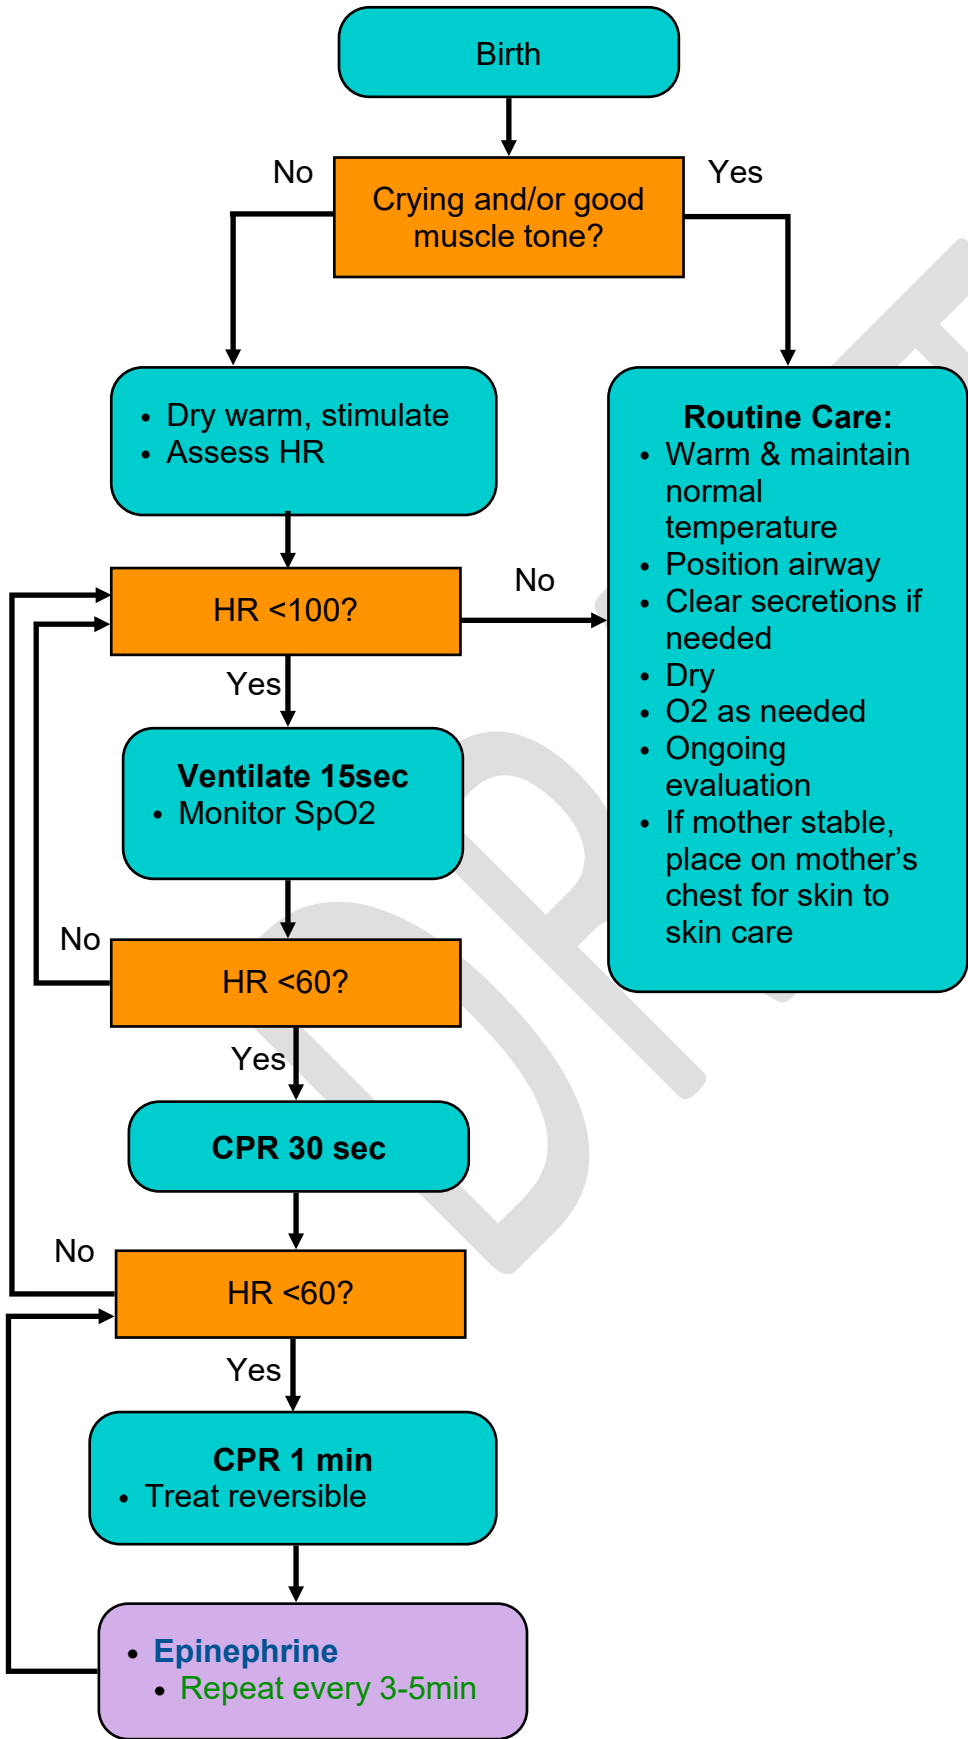 Birth
No
Yes
Crying and/or good
muscle tone?
• Dry warm, stimulate
• Assess HR
Routine Care:
• Warm & maintain
normal
temperature
• Position airway
• Clear secretions if
needed
• Dry
• O2 as needed
• Ongoing
evaluation
• If mother stable,
place on mother’s
chest for skin to
skin care
HR <100?
No
Yes
Ventilate 15sec
• Monitor SpO2
No
HR <60?
Yes
CPR 30 sec
No
HR <60?
Yes
CPR 1 min
• Treat reversible
• Epinephrine
• Repeat every 3-5min